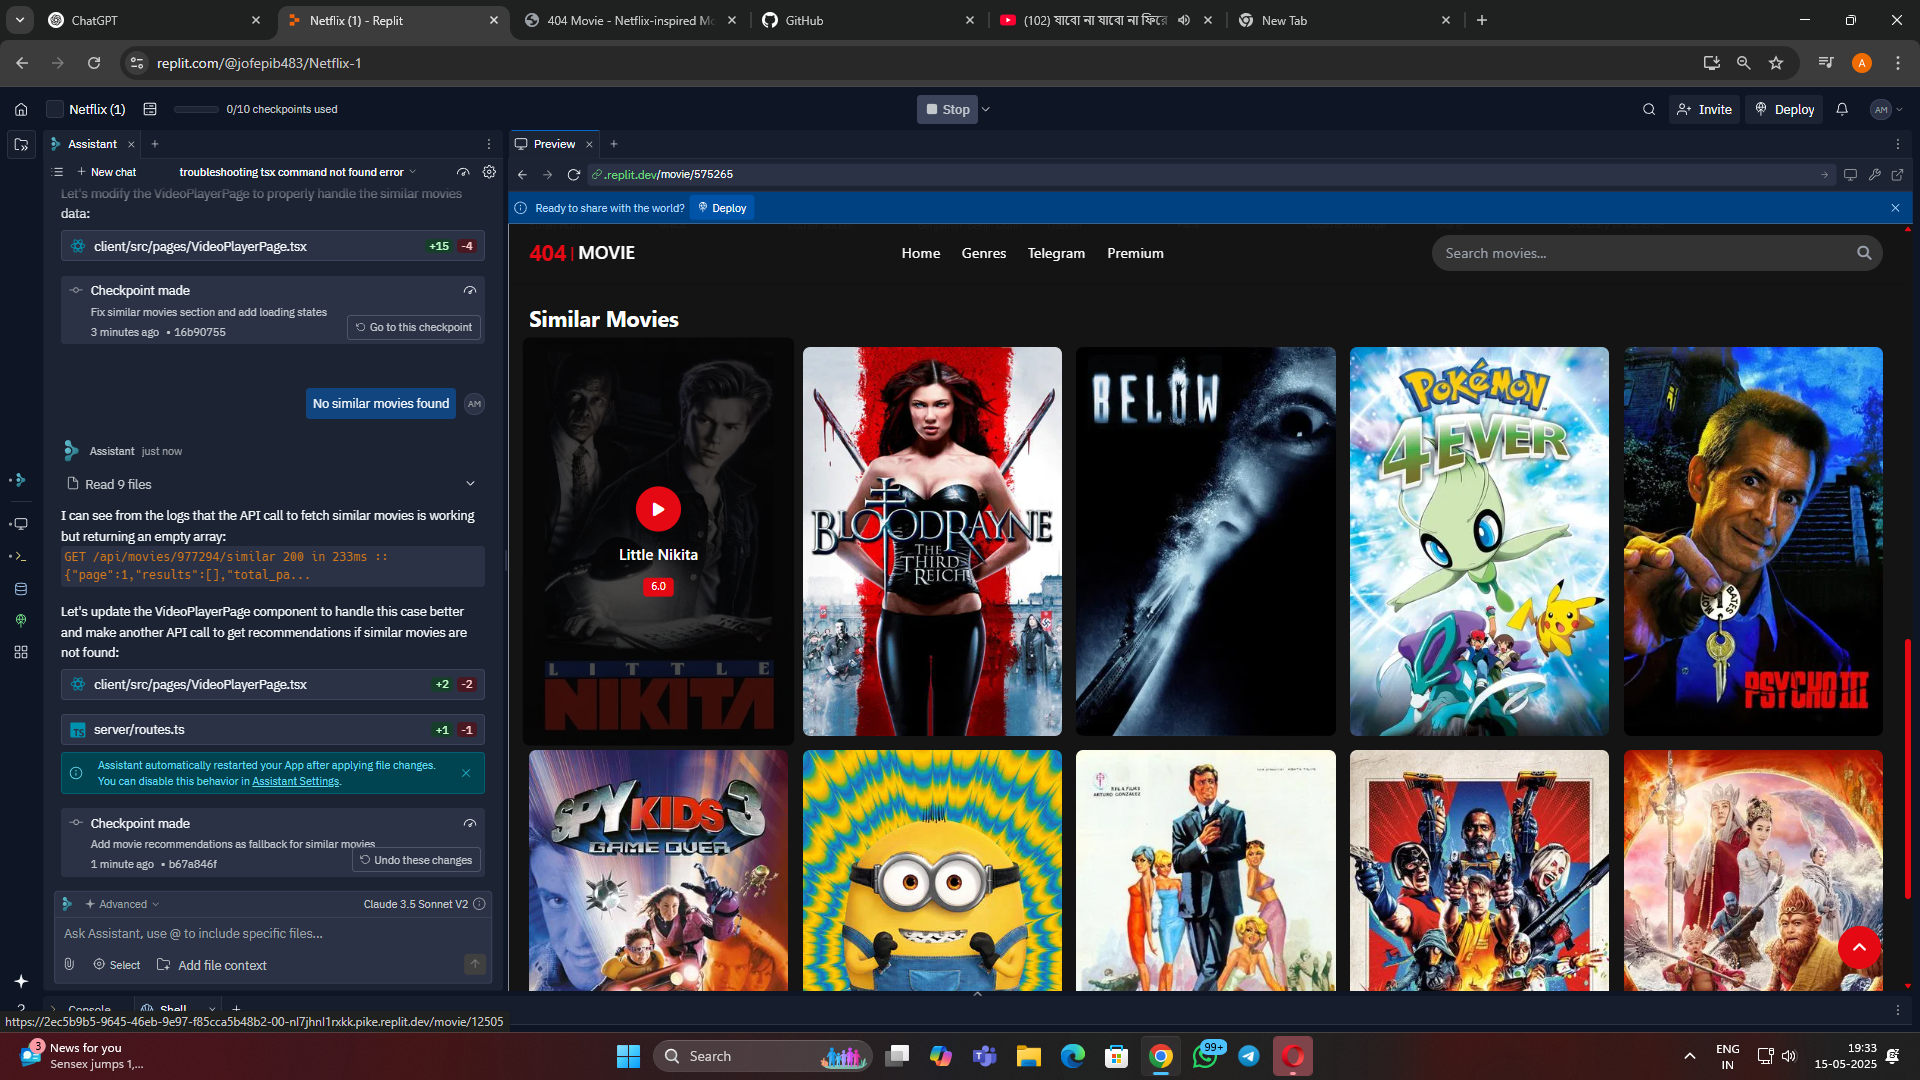 ChatGPT
Netflix (1) - Replit
404 Movie - Netflix-inspired Mo
GitHub
(102) যাবো না যাবো না ফিরে
New Tab
replit.com/@jofepib483/Netflix-1
A
Netflix (1)
0/10 checkpoints used
Stop
Invite
Deploy
AM
Assistant
New chat
troubleshooting tsx command not found error
Let's modify the VideoPlayerPage to properly handle the similar movies
data:
client/src/pages/VideoPlayerPage.tsx +15 -4
Checkpoint made
Fix similar movies section and add loading states
3 minutes ago • 16b90755
Go to this checkpoint
No similar movies found
AM
Assistant just now
Read 9 files
I can see from the logs that the API call to fetch similar movies is working
but returning an empty array:
GET /api/movies/977294/similar 200 in 233ms ::
{"page":1,"results":[],"total_pa...
Let's update the VideoPlayerPage component to handle this case better
and make another API call to get recommendations if similar movies are
not found:
client/src/pages/VideoPlayerPage.tsx +2 -2
TS server/routes.ts +1 -1
Assistant automatically restarted your App after applying file changes.
You can disable this behavior in Assistant Settings.
Checkpoint made
Add movie recommendations as fallback for similar movies
1 minute ago • b67a846f
Undo these changes
Advanced
Claude 3.5 Sonnet V2
Ask Assistant, use @ to include specific files...
Select
Add file context
Console
Shell
https://2ec5b9b5-9645-46eb-9e97-f85cca5b48b2-00-nl7jhnl1rxkk.pike.replit.dev/movie/12505
Preview
.replit.dev/movie/575265
Ready to share with the world?
Deploy
404 | MOVIE
Home
Genres
Telegram
Premium
Search movies...
Similar Movies
Little Nikita
6.0
LITTLE
NIKITA
BLOODRAYNE
THE
THIRD
REICH
BELOW
POKÉMON
4EVER
BATES
1
PSYCHO III
SPY KIDS 3
GAME OVER
3
News for you
Sensex jumps 1,...
Search
99+
ENG
IN
19:33
15-05-2025